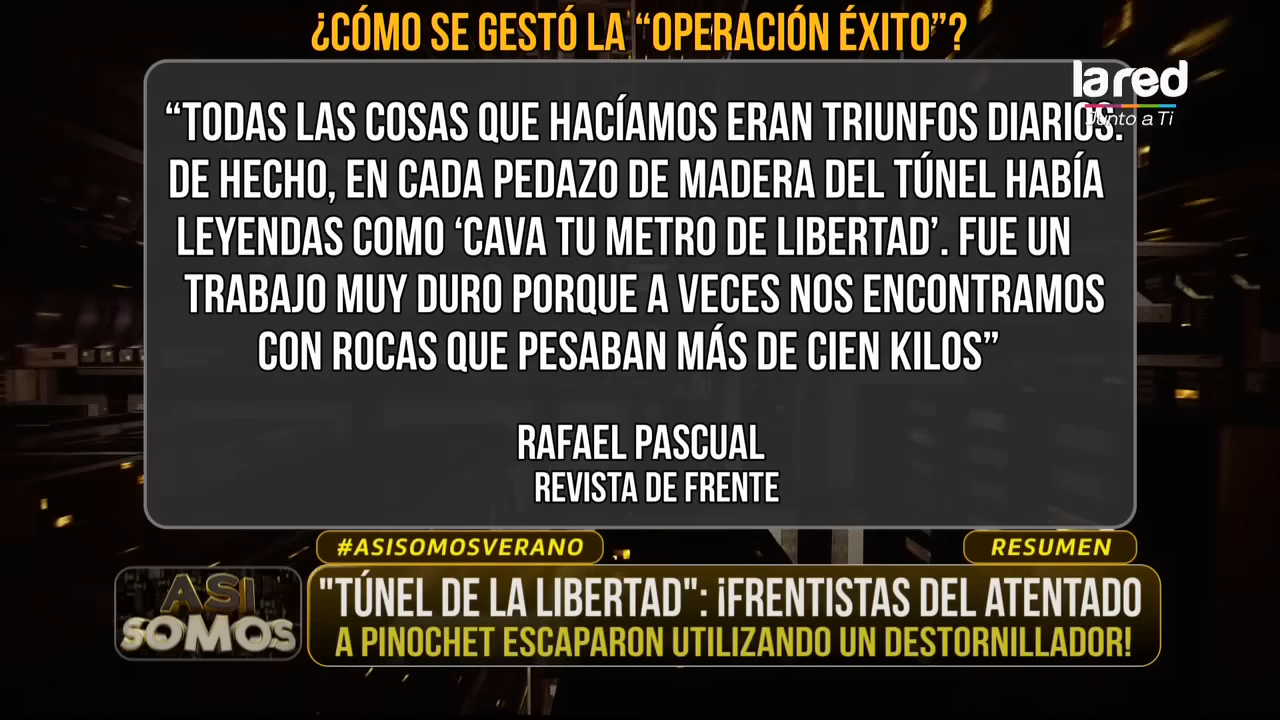 ¿CÓMO SE GESTÓ LA “OPERACIÓN ÉXITO”?
lared
Junto a Ti
“TODAS LAS COSAS QUE HACÍAMOS ERAN TRIUNFOS DIARIOS.
DE HECHO, EN CADA PEDAZO DE MADERA DEL TÚNEL HABÍA
LEYENDAS COMO ‘CAVA TU METRO DE LIBERTAD’. FUE UN
TRABAJO MUY DURO PORQUE A VECES NOS ENCONTRAMOS
CON ROCAS QUE PESABAN MÁS DE CIEN KILOS”
RAFAEL PASCUAL
REVISTA DE FRENTE
#ASISOMOSVERANO
RESUMEN
ASI
SOMOS
"TÚNEL DE LA LIBERTAD": ¡FRENTISTAS DEL ATENTADO
A PINOCHET ESCAPARON UTILIZANDO UN DESTORNILLADOR!